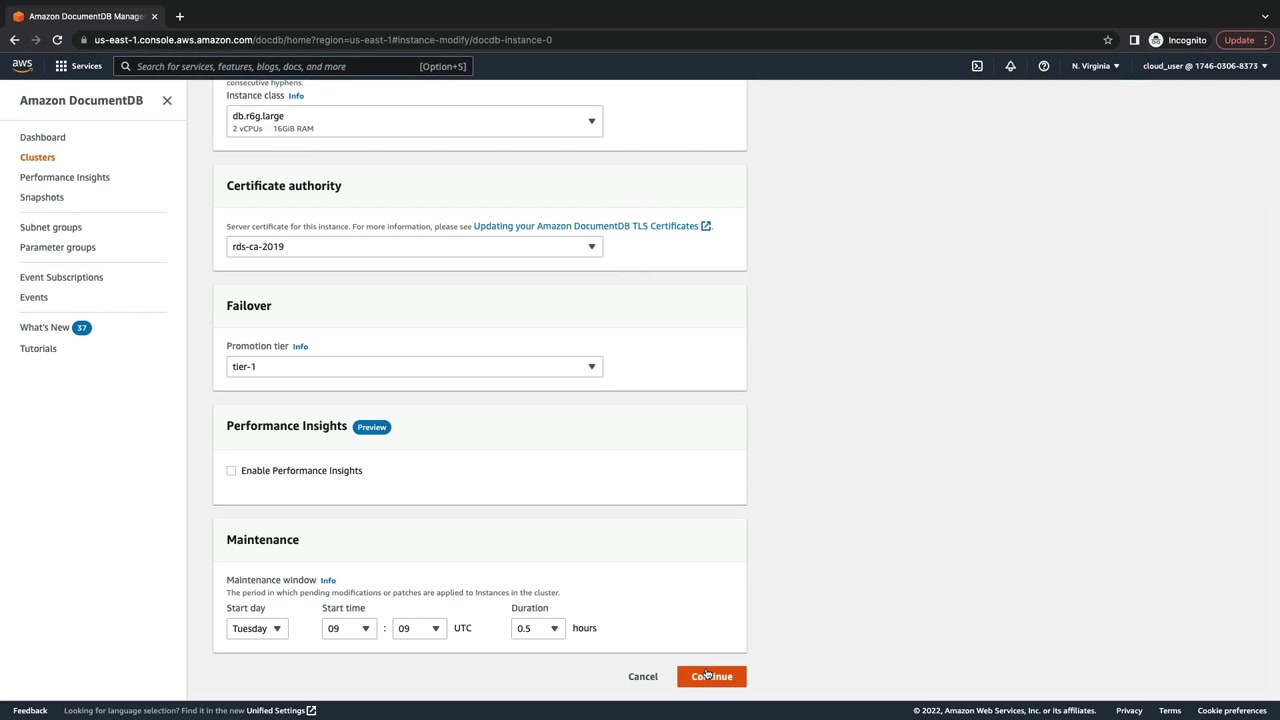 Amazon DocumentDB Manage
us-east-1.console.aws.amazon.com/docdb/home?region=us-east-1#instance-modify/docdb-instance-0
Incognito
Update
aws
Services
Search for services, features, blogs, docs, and more
[Option+S]
N. Virginia
cloud_user @ 1746-0306-8373
Amazon DocumentDB
Dashboard
Clusters
Performance Insights
Snapshots
Subnet groups
Parameter groups
Event Subscriptions
Events
What's New 37
Tutorials
consecutive hyphens.
Instance class Info
db.r6g.large
2 vCPUs 16GiB RAM
Certificate authority
Server certificate for this instance. For more information, please see Updating your Amazon DocumentDB TLS Certificates.
rds-ca-2019
Failover
Promotion tier Info
tier-1
Performance Insights Preview
Enable Performance Insights
Maintenance
Maintenance window Info
The period in which pending modifications or patches are applied to Instances in the cluster.
Start day Start time Duration
Tuesday 09 : 09 UTC 0.5 hours
Cancel Continue
Feedback Looking for language selection? Find it in the new Unified Settings
© 2022, Amazon Web Services, Inc. or its affiliates. Privacy Terms Cookie preferences